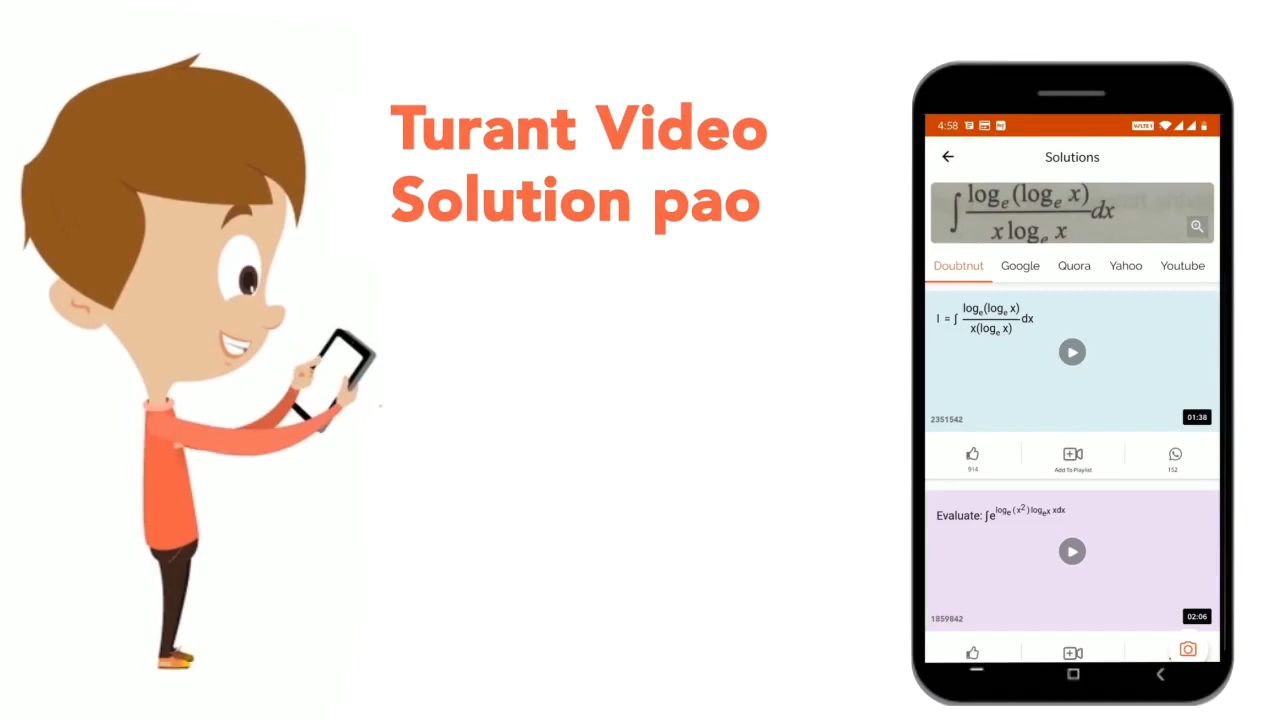 Turant Video
Solution pao
4:58
VoLTE1
Solutions
∫ logₑ(logₑ x) / x logₑ x dx
Doubtnut Google Quora Yahoo Youtube
I = ∫ logₑ(logₑ x) / x(logₑ x) dx
2351542 01:38
914 Add To Playlist 152
Evaluate: ∫e^logₑ(x²)logₑx xdx
1859842 02:06